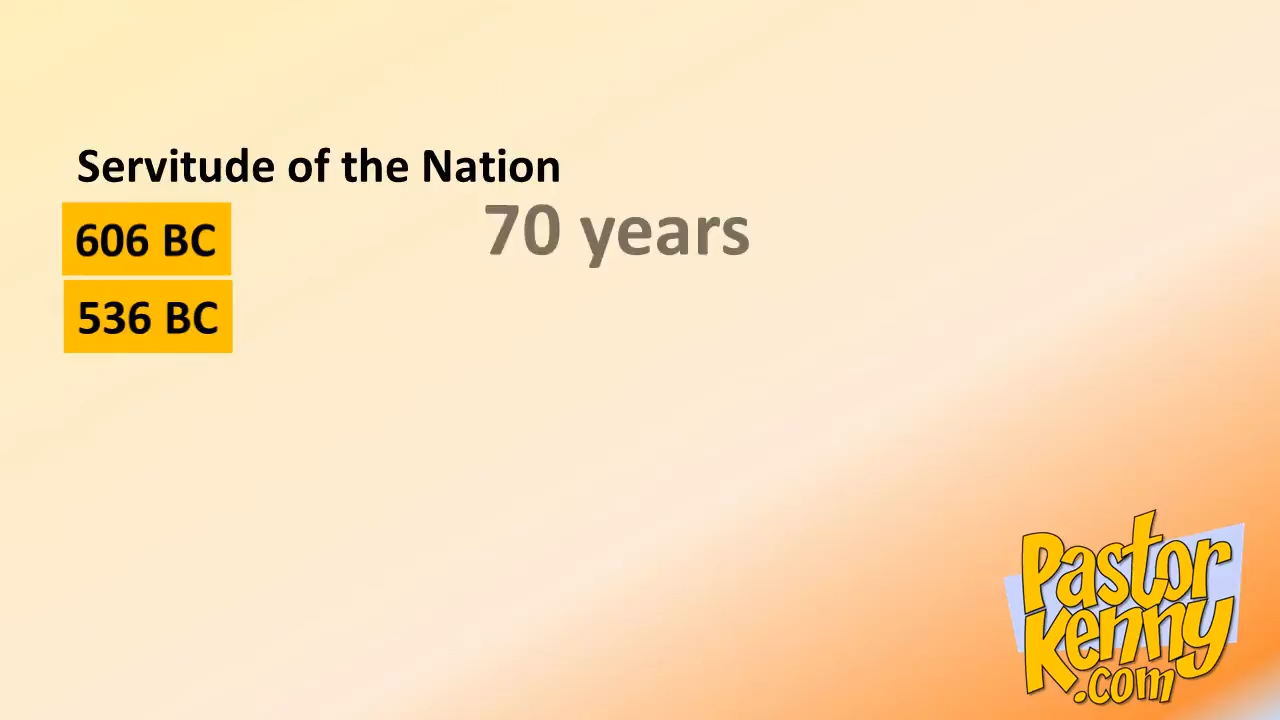 Servitude of the Nation
606 BC
70 years
536 BC
Pastor
Kenny
.com